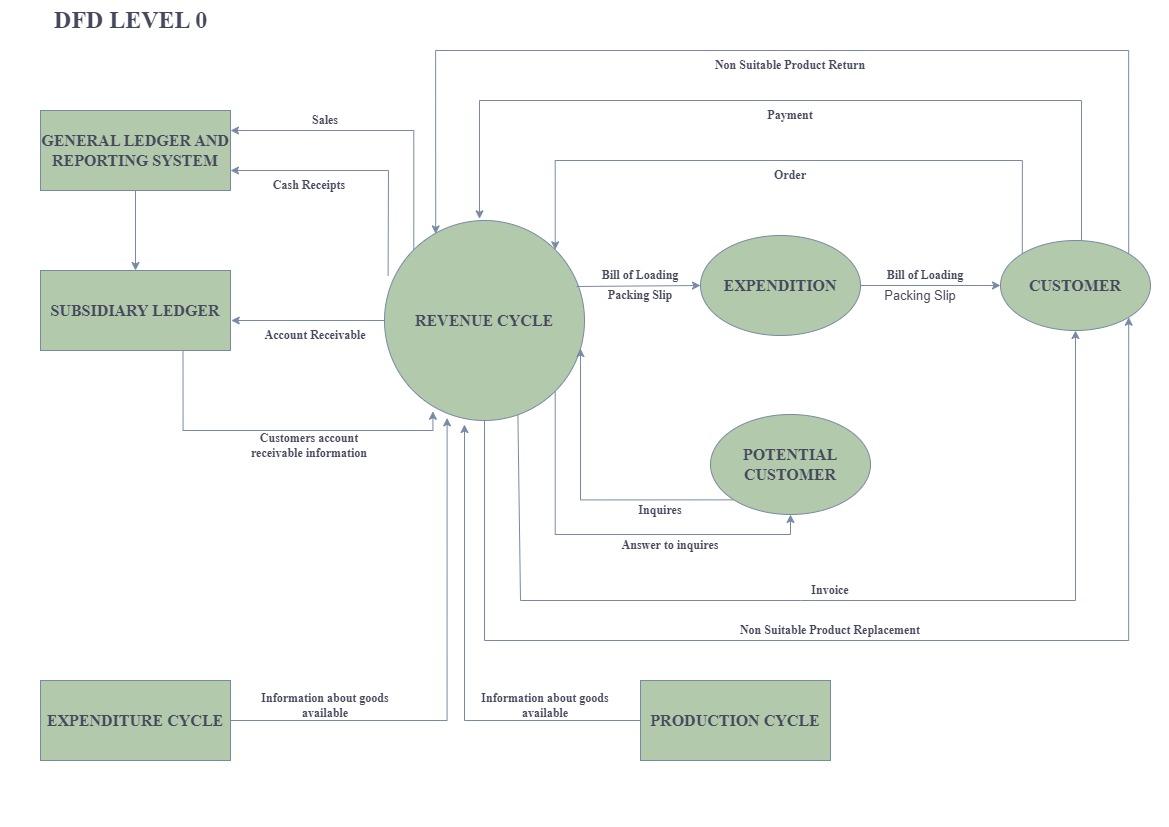 DFD LEVEL 0
Non Suitable Product Return
Payment
Sales
GENERAL LEDGER AND
REPORTING SYSTEM
Cash Receipts
Order
Bill of Loading
Packing Slip
EXPENDITION
Bill of Loading
Packing Slip
CUSTOMER
SUBSIDIARY LEDGER
Account Receivable
REVENUE CYCLE
Customers account
receivable information
POTENTIAL
CUSTOMER
Inquires
Answer to inquires
Invoice
Non Suitable Product Replacement
EXPENDITURE CYCLE
Information about goods
available
Information about goods
available
PRODUCTION CYCLE